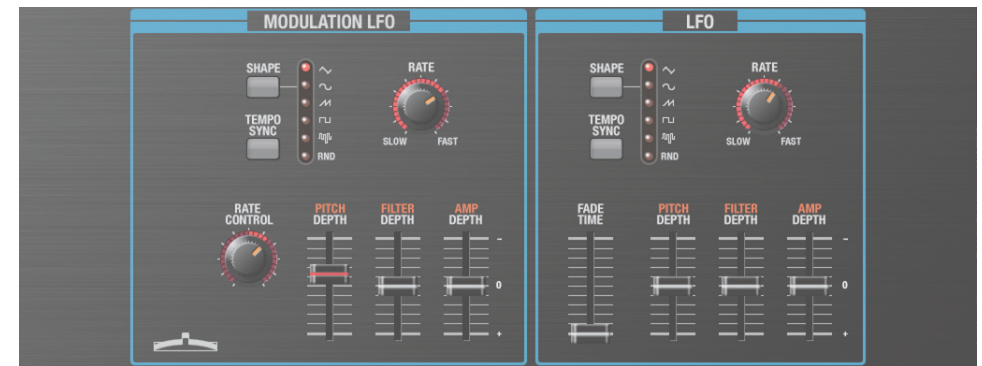 MODULATION LFO
LFO
SHAPE
RATE
TEMPO
SYNC
SLOW
FAST
RND
SHAPE
RATE
TEMPO
SYNC
SLOW
FAST
RND
RATE
CONTROL
PITCH
DEPTH
FILTER
DEPTH
AMP
DEPTH
−
0
+
FADE
TIME
PITCH
DEPTH
FILTER
DEPTH
AMP
DEPTH
−
0
+